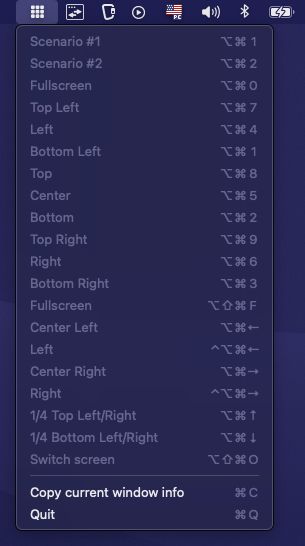 PC
Scenario #1 ⌥⌘1
Scenario #2 ⌥⌘2
Fullscreen ⌥⌘0
Top Left ⌥⌘7
Left ⌥⌘4
Bottom Left ⌥⌘1
Top ⌥⌘8
Center ⌥⌘5
Bottom ⌥⌘2
Top Right ⌥⌘9
Right ⌥⌘6
Bottom Right ⌥⌘3
Fullscreen ⌥⇧⌘F
Center Left ⌥⌘←
Left ^⌥⌘←
Center Right ⌥⌘→
Right ^⌥⌘→
1/4 Top Left/Right ⌥⌘↑
1/4 Bottom Left/Right ⌥⌘↓
Switch screen ⌥⇧⌘O
Copy current window info ⌘C
Quit ⌘Q